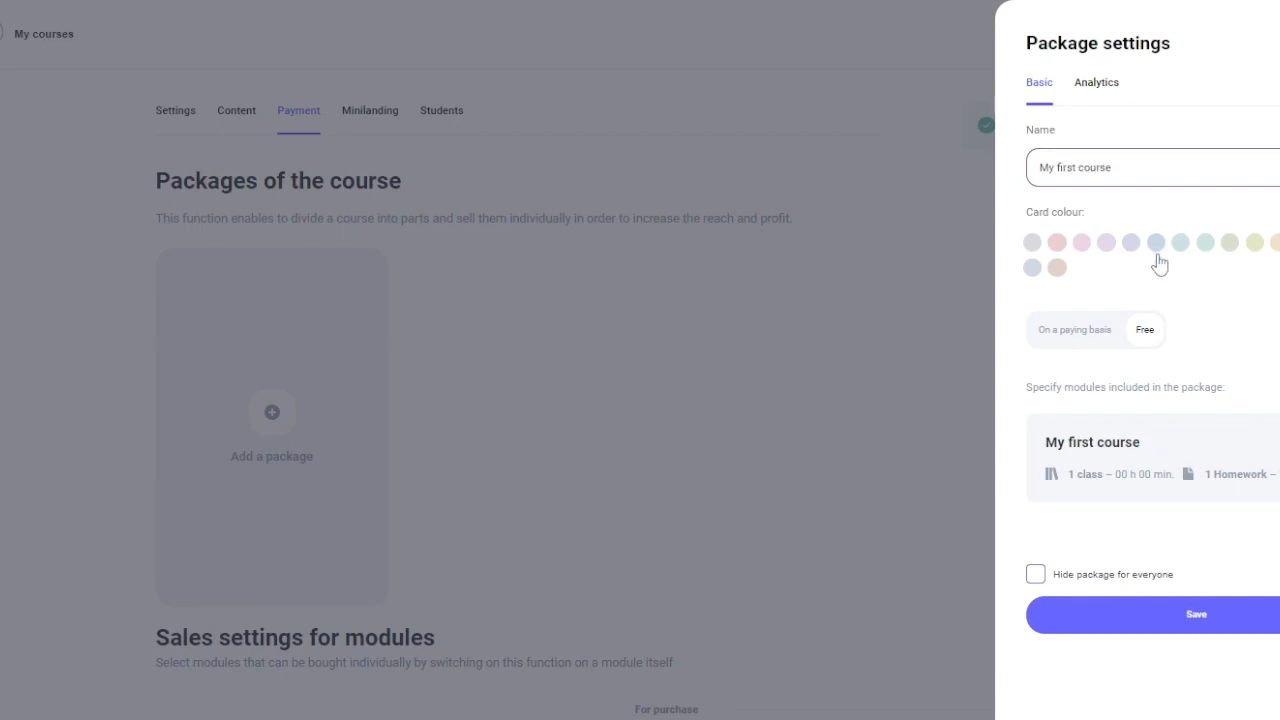 My courses
Settings Content Payment Minilanding Students
Packages of the course
This function enables to divide a course into parts and sell them individually in order to increase the reach and profit.
Add a package
Sales settings for modules
Select modules that can be bought individually by switching on this function on a module itself
For purchase
Package settings
Basic Analytics
Name
My first course
Card colour:
On a paying basis Free
Specify modules included in the package:
My first course
1 class – 00 h 00 min. 1 Homework –
Hide package for everyone
Save